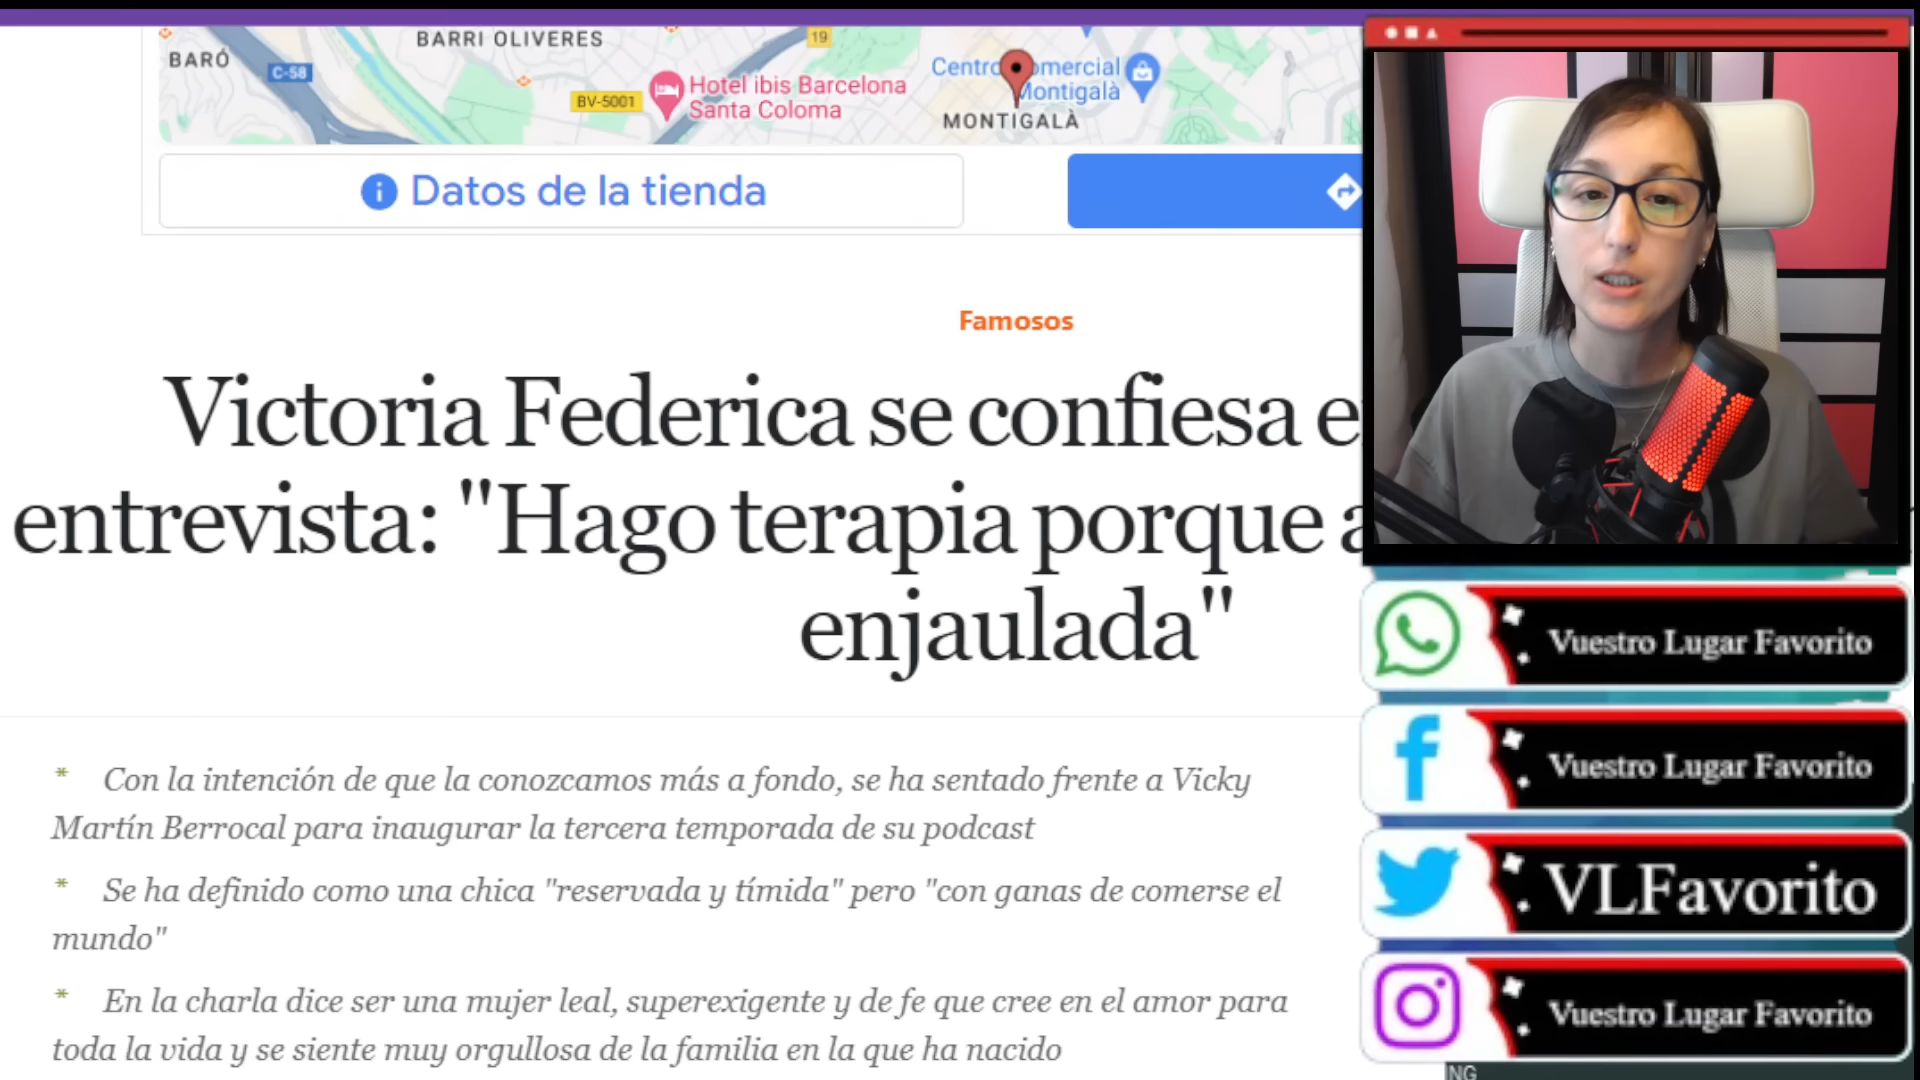 BARRI OLIVERES
19
BARÓ
C-58
BV-5001
Hotel ibis Barcelona
Santa Coloma
Centro Comercial
Montigalà
MONTIGALÀ
Datos de la tienda
Famosos
Victoria Federica se confiesa
entrevista: "Hago terapia porque
enjaulada"
* Con la intención de que la conozcamos más a fondo, se ha sentado frente a Vicky
Martín Berrocal para inaugurar la tercera temporada de su podcast
* Se ha definido como una chica "reservada y tímida" pero "con ganas de comerse el
mundo"
* En la charla dice ser una mujer leal, superexigente y de fe que cree en el amor para
toda la vida y se siente muy orgullosa de la familia en la que ha nacido
Vuestro Lugar Favorito
Vuestro Lugar Favorito
VLFavorito
Vuestro Lugar Favorito
NG